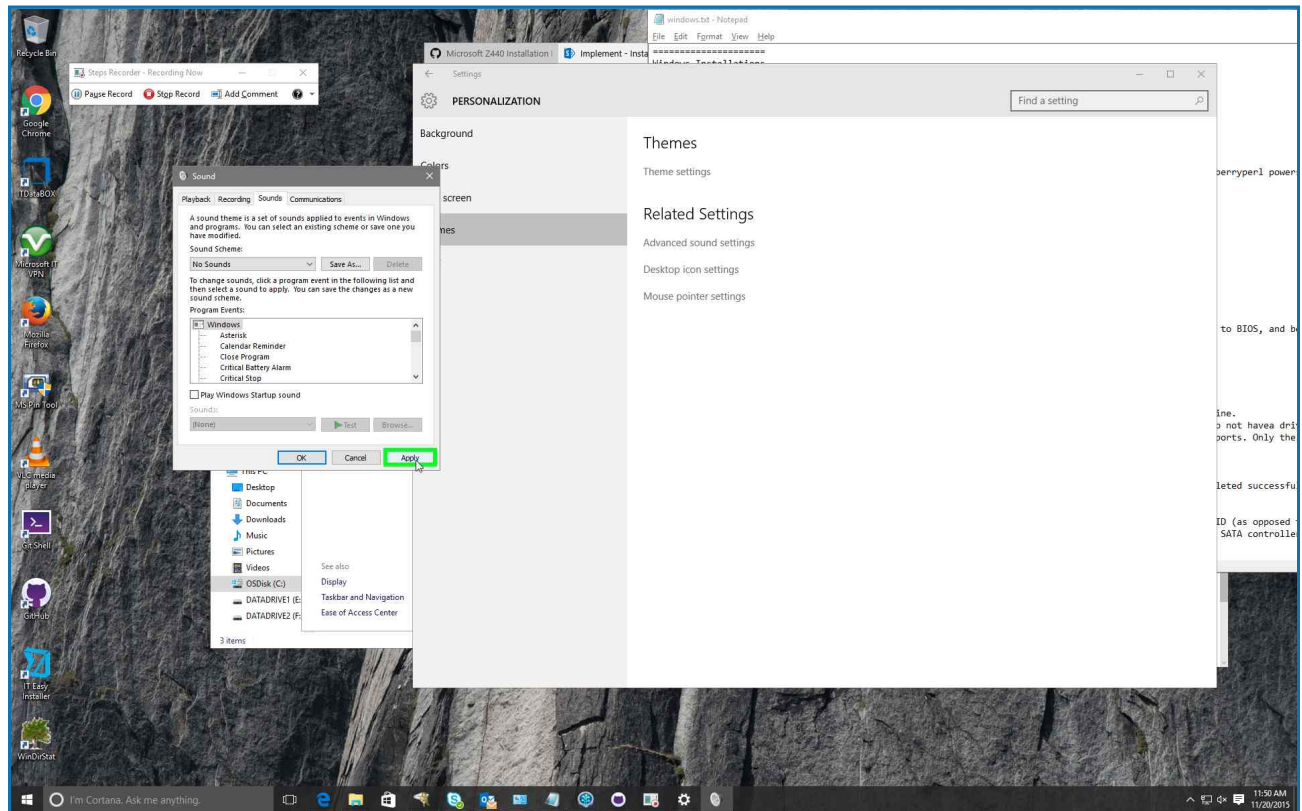 Recycle Bin
Google
Chrome
TDataBOX
Microsoft IT
VPN
Mozilla
Firefox
MS Pin Tool
VLC media
player
Git Shell
GitHub
IT Easy
Installer
WinDirStat
Steps Recorder - Recording Now
Pause Record
Stop Record
Add Comment
windows.txt - Notepad
File Edit Format View Help
=====================
Windows Installations
Microsoft Z440 Installation
Implement - Insta
berryperl power
to BIOS, and b
ine.
o not havea dri
ports. Only the
leted successfu
ID (as opposed
SATA controlle
Settings
PERSONALIZATION
Find a setting
Background
Colors
screen
mes
Themes
Theme settings
Related Settings
Advanced sound settings
Desktop icon settings
Mouse pointer settings
Sound
Playback Recording Sounds Communications
A sound theme is a set of sounds applied to events in Windows
and programs. You can select an existing scheme or save one you
have modified.
Sound Scheme:
No Sounds Save As... Delete
To change sounds, click a program event in the following list and
then select a sound to apply. You can save the changes as a new
sound scheme.
Program Events:
Windows
Asterisk
Calendar Reminder
Close Program
Critical Battery Alarm
Critical Stop
Play Windows Startup sound
Sounds:
(None) Test Browse...
OK Cancel Apply
This PC
Desktop
Documents
Downloads
Music
Pictures
Videos
OSDisk (C:)
DATADRIVE1 (E:
DATADRIVE2 (F:
3 items
See also
Display
Taskbar and Navigation
Ease of Access Center
I'm Cortana. Ask me anything.
11:50 AM
11/20/2015